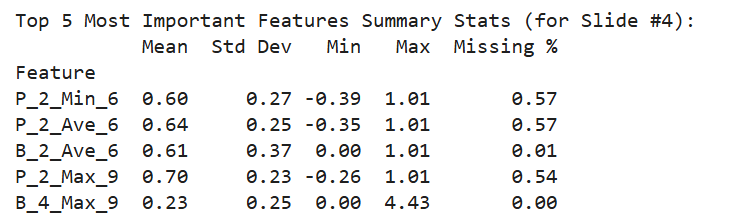 Top 5 Most Important Features Summary Stats (for Slide #4):
Mean Std Dev Min Max Missing %
Feature
P_2_Min_6 0.60 0.27 -0.39 1.01 0.57
P_2_Ave_6 0.64 0.25 -0.35 1.01 0.57
B_2_Ave_6 0.61 0.37 0.00 1.01 0.01
P_2_Max_9 0.70 0.23 -0.26 1.01 0.54
B_4_Max_9 0.23 0.25 0.00 4.43 0.00